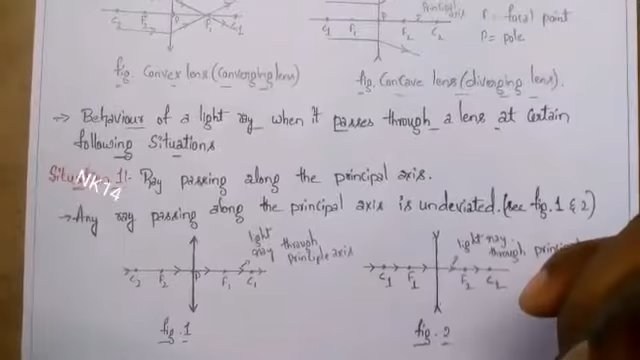 C2 F2 P F1 C1
C1 F1 P F2 C2
Principal axis
F = focal point
P = pole
fig Convex lens (Converging lens)
fig. Concave lens (diverging lens).
-> Behaviour of a light ray when it passes through a lens at Certain
following Situations
Situation 1:- Ray passing along the principal axis.
NK14
-> Any ray passing along the principal axis is undeviated. (see fig. 1 & 2)
light ray through principle axis
C2 F2 P F1 C1
fig. 1
light ray through princip
C1 F1 F2 C2
fig. 2